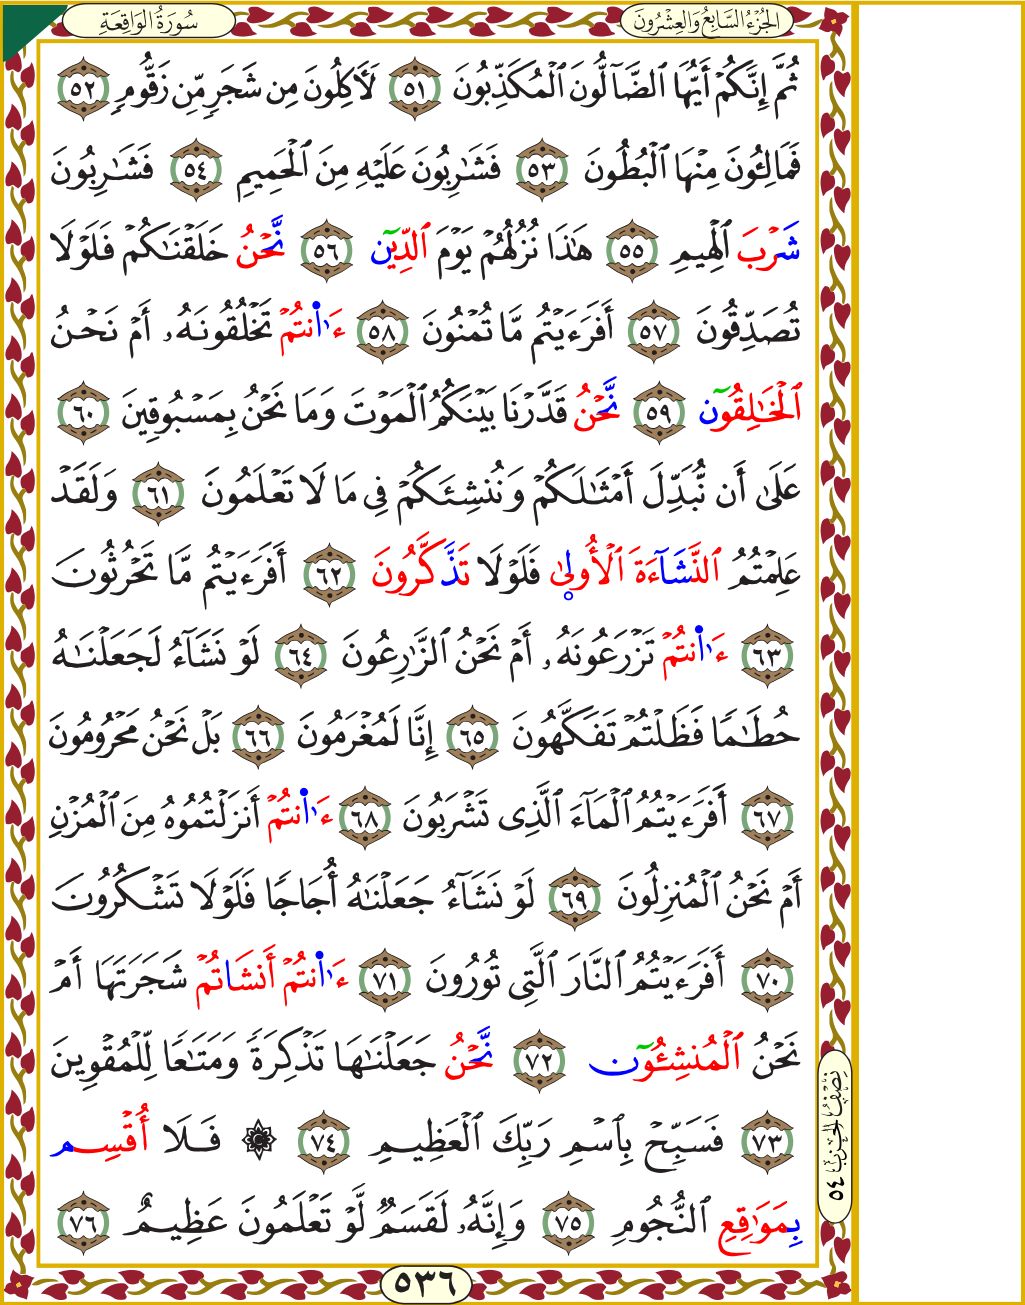 سُورَةُ الوَاقِعَةِ
الجُزْءُ السَّابِعُ وَالعِشْرُونَ
ثُمَّ إِنَّكُمْ أَيُّهَا ٱلضَّآلُّونَ ٱلْمُكَذِّبُونَ ٥١ لَأٓكِلُونَ مِن شَجَرٍ مِّن زَقُّومٍ ٥٢
فَمَالِـُٔونَ مِنْهَا ٱلْبُطُونَ ٥٣ فَشَٰرِبُونَ عَلَيْهِ مِنَ ٱلْحَمِيمِ ٥٤ فَشَٰرِبُونَ
شَرْبَ ٱلْهِيمِ ٥٥ هَٰذَا نُزُلُهُمْ يَوْمَ ٱلدِّيٓن ٥٦ نَّحْنُ خَلَقْنَٰكُمْ فَلَوْلَا
تُصَدِّقُونَ ٥٧ أَفَرَءَيْتُم مَّا تُمْنُونَ ٥٨ ءَا۬نتُمْ تَخْلُقُونَهُۥ أَمْ نَحْنُ
ٱلْخَٰلِقُوٓن ٥٩ نَّحْنُ قَدَّرْنَا بَيْنَكُمُ ٱلْمَوْتَ وَمَا نَحْنُ بِمَسْبُوقِينَ ٦٠
عَلَىٰٓ أَن نُّبَدِّلَ أَمْثَٰلَكُمْ وَنُنشِئَكُمْ فِى مَا لَا تَعْلَمُونَ ٦١ وَلَقَدْ
عَلِمْتُمُ ٱلنَّشَآءَةَ ٱلْأُولىٰ فَلَوْلَا تَذَّكَّرُونَ ٦٢ أَفَرَءَيْتُم مَّا تَحْرُثُونَ
٦٣ ءَا۬نتُمْ تَزْرَعُونَهُۥٓ أَمْ نَحْنُ ٱلزَّٰرِعُونَ ٦٤ لَوْ نَشَآءُ لَجَعَلْنَٰهُ
حُطَٰمًا فَظَلْتُمْ تَفَكَّهُونَ ٦٥ إِنَّا لَمُغْرَمُونَ ٦٦ بَلْ نَحْنُ مَحْرُومُونَ
٦٧ أَفَرَءَيْتُمُ ٱلْمَآءَ ٱلَّذِى تَشْرَبُونَ ٦٨ ءَا۬نتُمْ أَنزَلْتُمُوهُ مِنَ ٱلْمُزْنِ
أَمْ نَحْنُ ٱلْمُنزِلُونَ ٦٩ لَوْ نَشَآءُ جَعَلْنَٰهُ أُجَاجًا فَلَوْلَا تَشْكُرُونَ
٧٠ أَفَرَءَيْتُمُ ٱلنَّارَ ٱلَّتِى تُورُونَ ٧١ ءَا۬نتُمْ أَنشَاتُمْ شَجَرَتَهَآ أَمْ
نَحْنُ ٱلْمُنشِـُٔوٓن ٧٢ نَّحْنُ جَعَلْنَٰهَا تَذْكِرَةً وَمَتَٰعًا لِّلْمُقْوِينَ
٧٣ فَسَبِّحْ بِٱسْمِ رَبِّكَ ٱلْعَظِيمِ ٧٤ ۞ فَلَآ أُقْسِم
بِمَوَٰقِعِ ٱلنُّجُومِ ٧٥ وَإِنَّهُۥ لَقَسَمٌ لَّوْ تَعْلَمُونَ عَظِيمٌ ٧٦
نِصْفُ الحِزْبِ ٥٤
٥٣٦